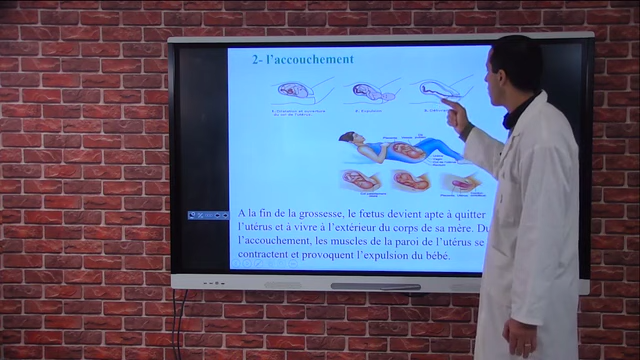 2- l'accouchement
A la fin de la grossesse, le fœtus devient apte à quitter
l'utérus et à vivre à l'extérieur du corps de sa mère. Du
l'accouchement, les muscles de la paroi de l'utérus se
contractent et provoquent l'expulsion du bébé.